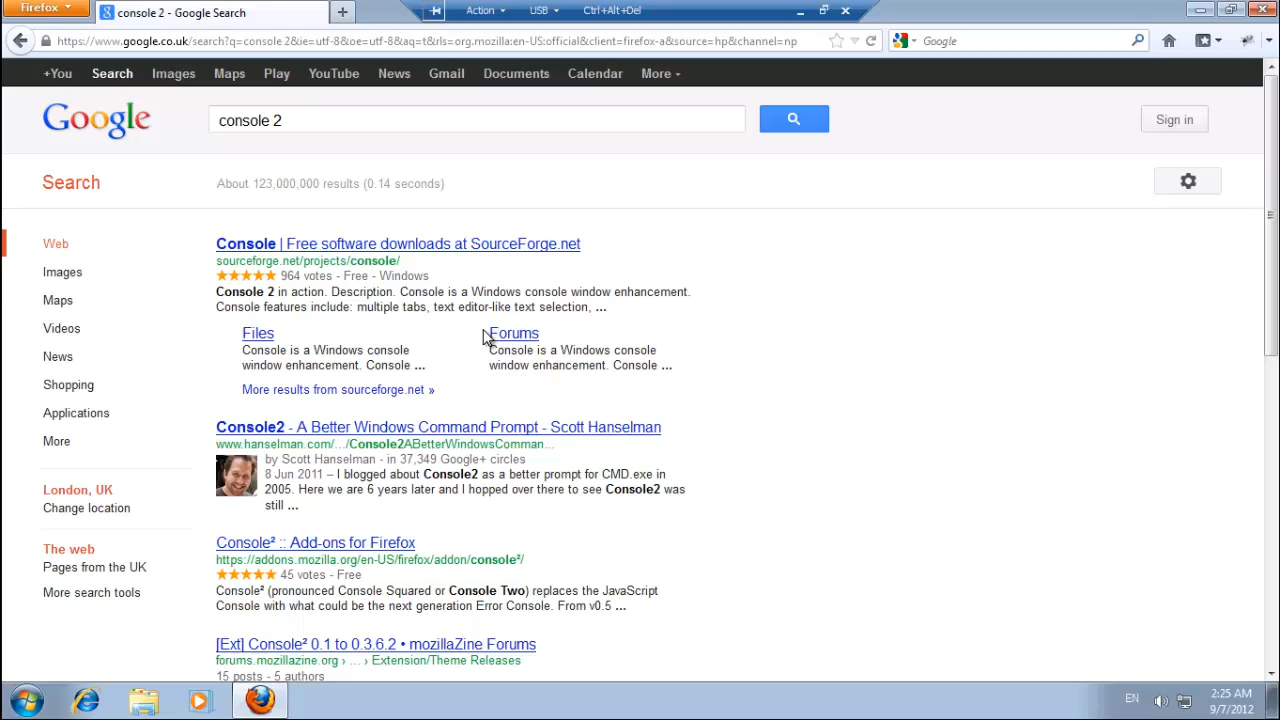 Firefox
console 2 - Google Search
Action
USB
Ctrl+Alt+Del
https://www.google.co.uk/search?q=console 2&ie=utf-8&oe=utf-8&aq=t&rls=org.mozilla:en-US:official&client=firefox-a&source=hp&channel=np
Google
+You
Search
Images
Maps
Play
YouTube
News
Gmail
Documents
Calendar
More
Google
console 2
Sign in
Search
About 123,000,000 results (0.14 seconds)
Web
Images
Maps
Videos
News
Shopping
Applications
More
London, UK
Change location
The web
Pages from the UK
More search tools
Console | Free software downloads at SourceForge.net
sourceforge.net/projects/console/
964 votes - Free - Windows
Console 2 in action. Description. Console is a Windows console window enhancement.
Console features include: multiple tabs, text editor-like text selection, ...
Files
Console is a Windows console
window enhancement. Console ...
Forums
Console is a Windows console
window enhancement. Console ...
More results from sourceforge.net »
Console2 - A Better Windows Command Prompt - Scott Hanselman
www.hanselman.com/.../Console2ABetterWindowsComman...
by Scott Hanselman - in 37,349 Google+ circles
8 Jun 2011 – I blogged about Console2 as a better prompt for CMD.exe in
2005. Here we are 6 years later and I hopped over there to see Console2 was
still ...
Console² :: Add-ons for Firefox
https://addons.mozilla.org/en-US/firefox/addon/console²/
45 votes - Free
Console² (pronounced Console Squared or Console Two) replaces the JavaScript
Console with what could be the next generation Error Console. From v0.5 ...
[Ext] Console² 0.1 to 0.3.6.2 • mozillaZine Forums
forums.mozillazine.org › ... › Extension/Theme Releases
15 posts - 5 authors
EN
2:25 AM
9/7/2012